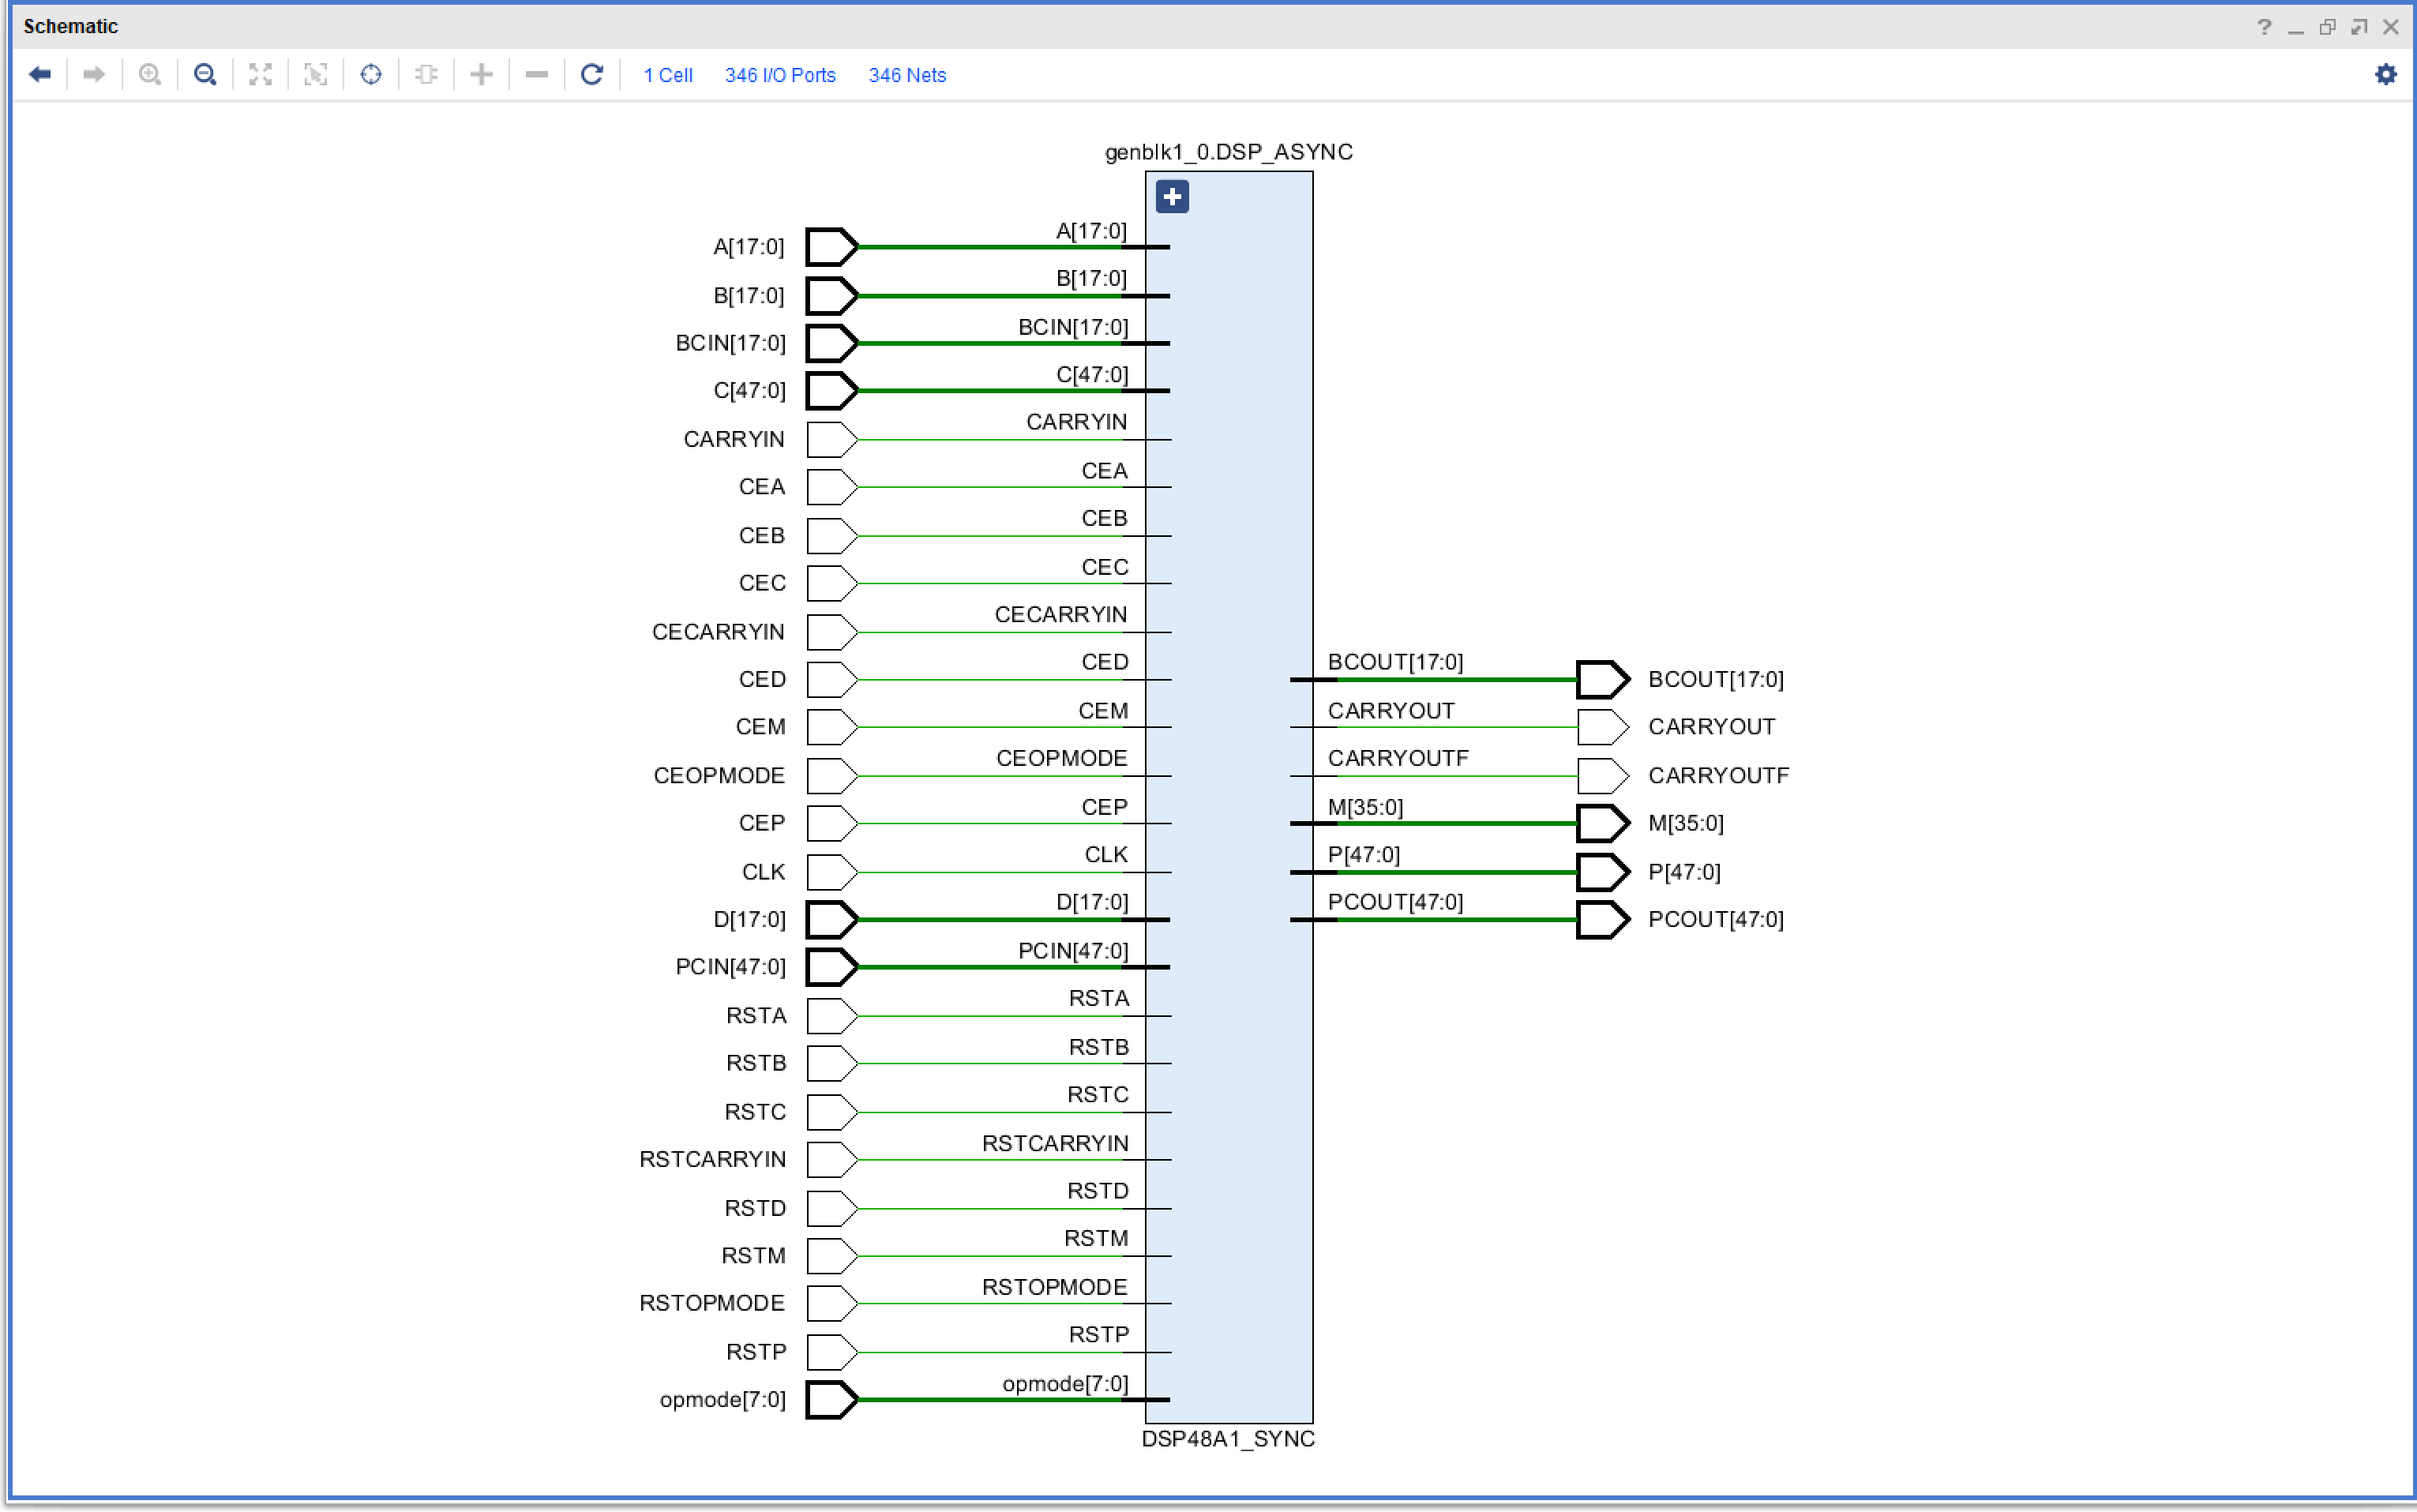 Schematic
1 Cell 346 I/O Ports 346 Nets
genblk1_0.DSP_ASYNC
A[17:0] A[17:0]
B[17:0] B[17:0]
BCIN[17:0] BCIN[17:0]
C[47:0] C[47:0]
CARRYIN CARRYIN
CEA CEA
CEB CEB
CEC CEC
CECARRYIN CECARRYIN
CED CED BCOUT[17:0] BCOUT[17:0]
CEM CEM CARRYOUT CARRYOUT
CEOPMODE CEOPMODE CARRYOUTF CARRYOUTF
CEP CEP M[35:0] M[35:0]
CLK CLK P[47:0] P[47:0]
D[17:0] D[17:0] PCOUT[47:0] PCOUT[47:0]
PCIN[47:0] PCIN[47:0]
RSTA RSTA
RSTB RSTB
RSTC RSTC
RSTCARRYIN RSTCARRYIN
RSTD RSTD
RSTM RSTM
RSTOPMODE RSTOPMODE
RSTP RSTP
opmode[7:0] opmode[7:0]
DSP48A1_SYNC